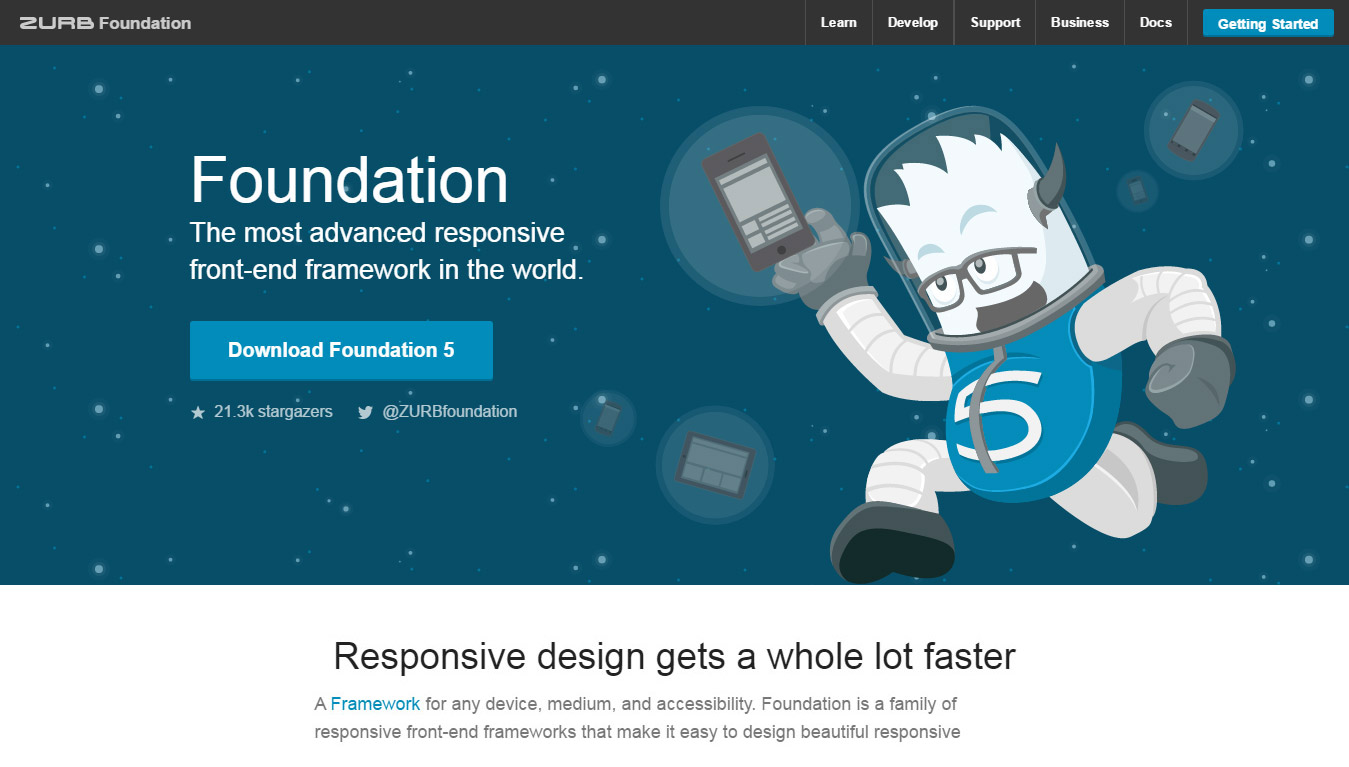 ZURB Foundation
Learn
Develop
Support
Business
Docs
Getting Started
Foundation
The most advanced responsive
front-end framework in the world.
Download Foundation 5
21.3k stargazers
@ZURBfoundation
5
Responsive design gets a whole lot faster
A Framework for any device, medium, and accessibility. Foundation is a family of
responsive front-end frameworks that make it easy to design beautiful responsive